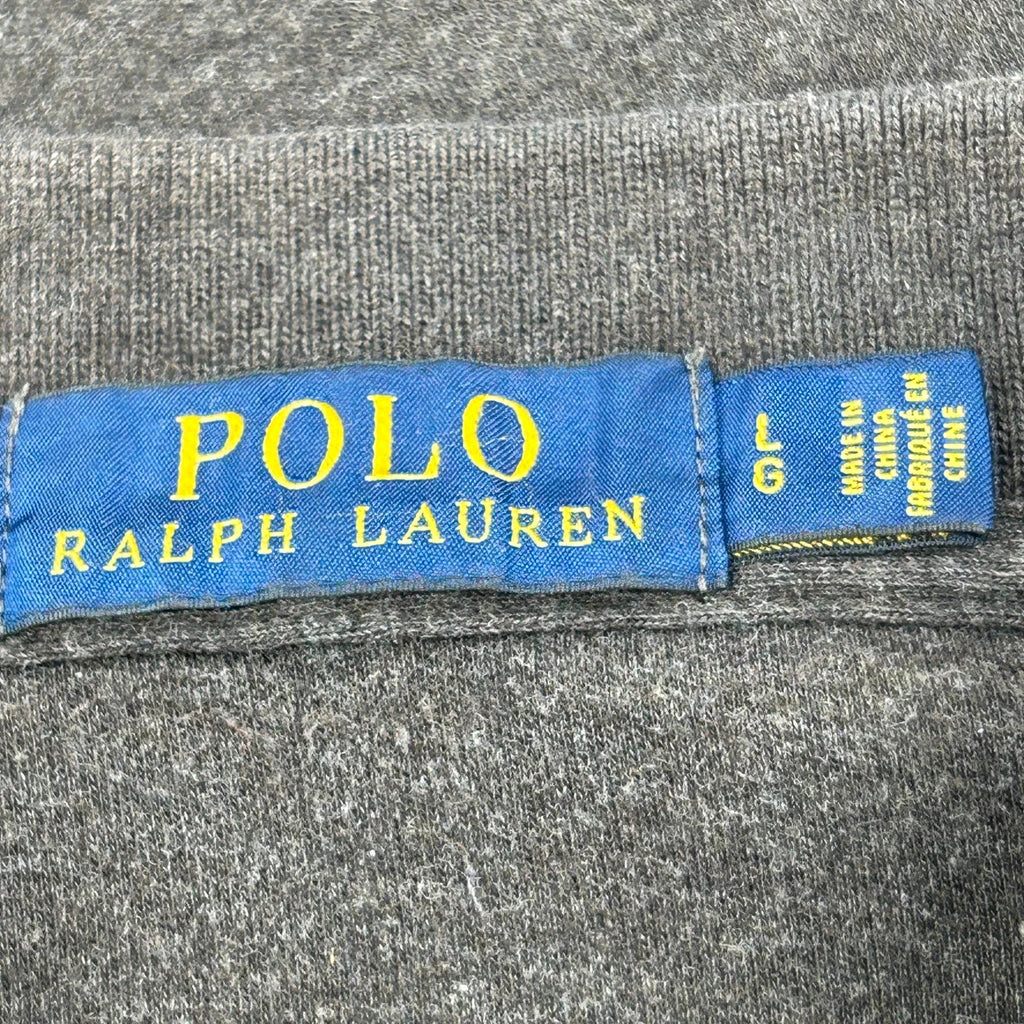 POLO
RALPH LAUREN
L
G
MADE IN
CHINA
FABRIQUÉ EN
CHINE